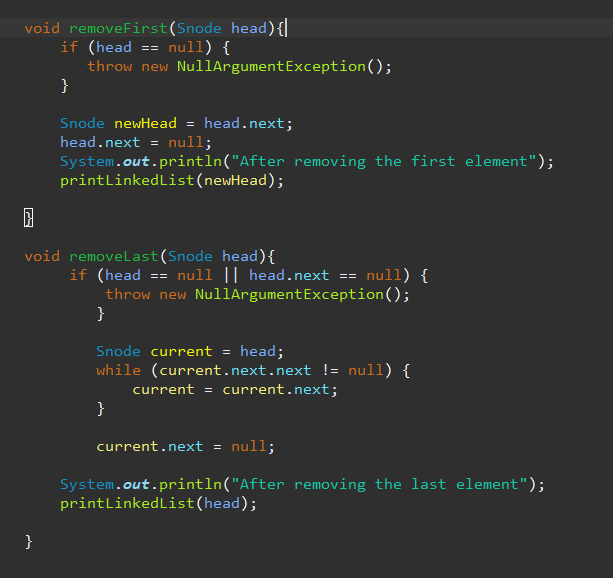 void removeFirst(Snode head){
if (head == null) {
throw new NullArgumentException();
}
Snode newHead = head.next;
head.next = null;
System.out.println("After removing the first element");
printLinkedList(newHead);
}
void removeLast(Snode head){
if (head == null || head.next == null) {
throw new NullArgumentException();
}
Snode current = head;
while (current.next.next != null) {
current = current.next;
}
current.next = null;
System.out.println("After removing the last element");
printLinkedList(head);
}